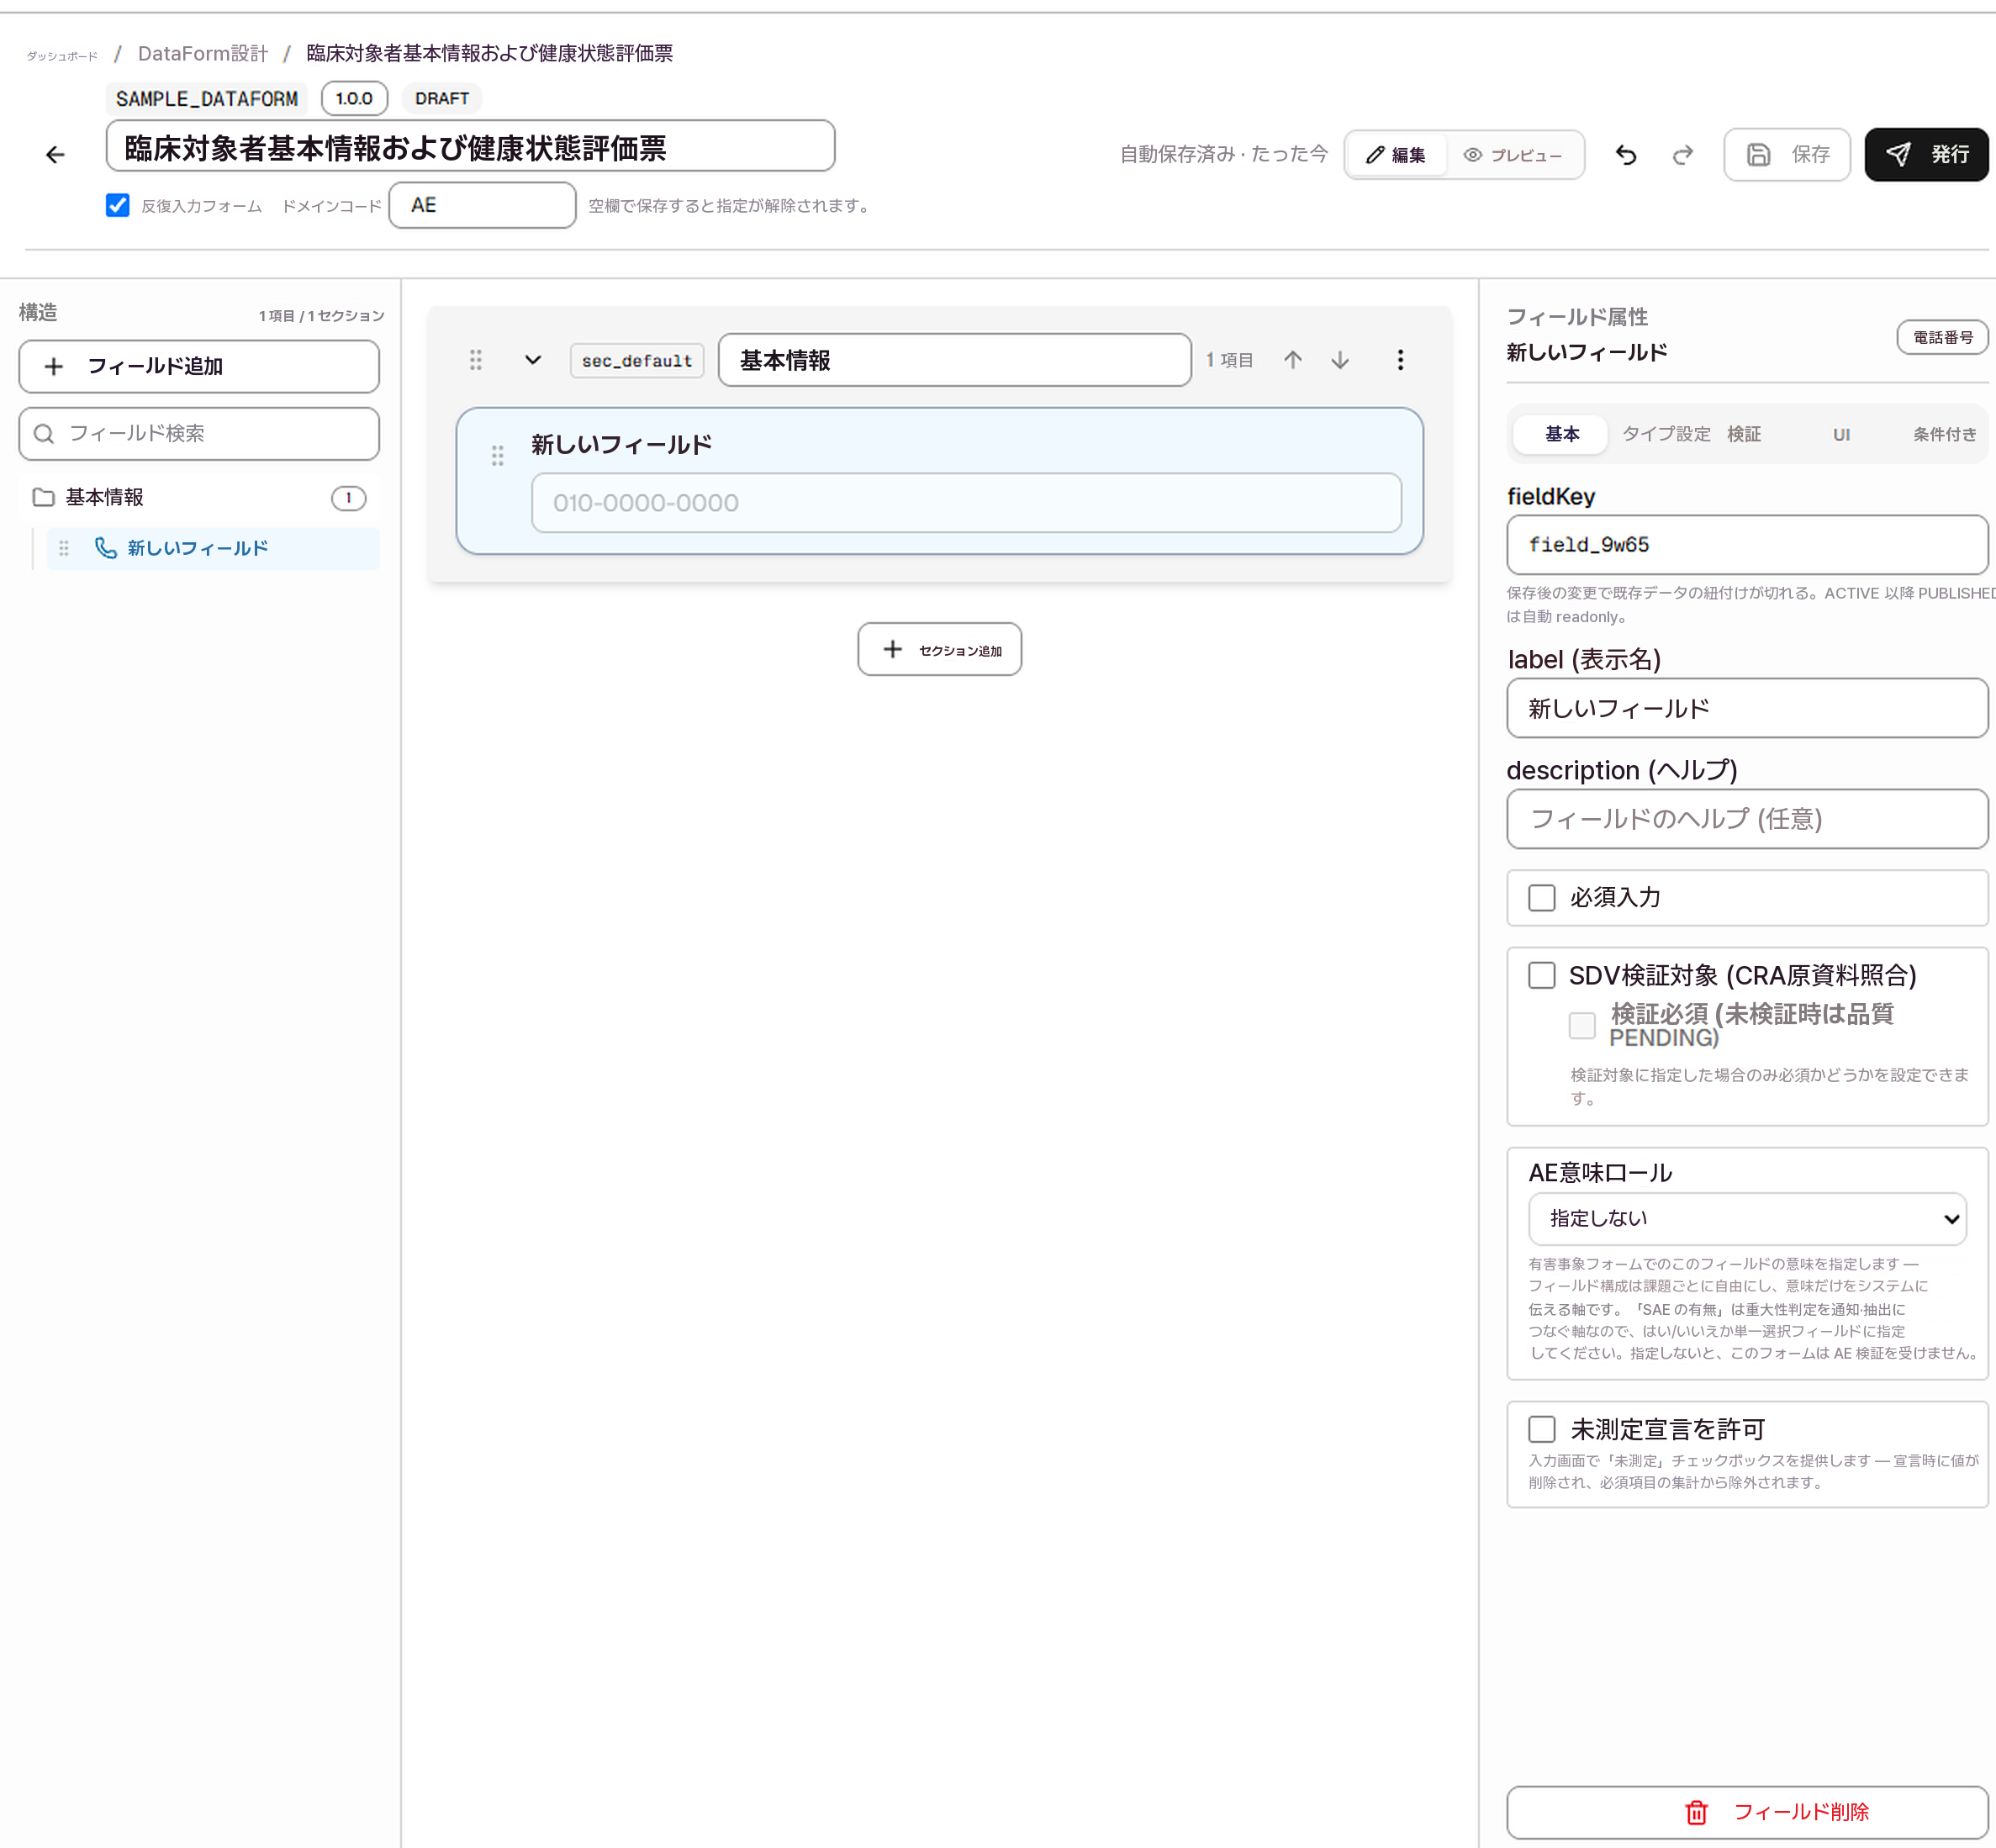 ダッシュボード / DataForm設計 / 臨床対象者基本情報および健康状態評価票
SAMPLE_DATAFORM 1.0.0 DRAFT
臨床対象者基本情報および健康状態評価票
反復入力フォーム ドメインコード AE 空欄で保存すると指定が解除されます。
自動保存済み · たった今 編集 プレビュー 保存 発行
構造 1 項目 / 1 セクション
フィールド追加
フィールド検索
基本情報 1
新しいフィールド
sec_default 基本情報 1 項目
新しいフィールド
010-0000-0000
セクション追加
フィールド属性
新しいフィールド
電話番号
基本 タイプ設定 検証 UI 条件付き
fieldKey
field_9w65
保存後の変更で既存データの紐付けが切れる。ACTIVE 以降 PUBLISHED
は自動 readonly。
label (表示名)
新しいフィールド
description (ヘルプ)
フィールドのヘルプ (任意)
必須入力
SDV検証対象 (CRA原資料照合)
検証必須 (未検証時は品質
PENDING)
検証対象に指定した場合のみ必須かどうかを設定できま
す。
AE意味ロール
指定しない
有害事象フォームでのこのフィールドの意味を指定します —
フィールド構成は課題ごとに自由にし、意味だけをシステムに
伝える軸です。「SAE の有無」は重大性判定を通知·抽出に
つなぐ軸なので、はい/いいえか単一選択フィールドに指定
してください。指定しないと、このフォームは AE 検証を受けません。
未測定宣言を許可
入力画面で「未測定」チェックボックスを提供します — 宣言時に値が
削除され、必須項目の集計から除外されます。
フィールド削除